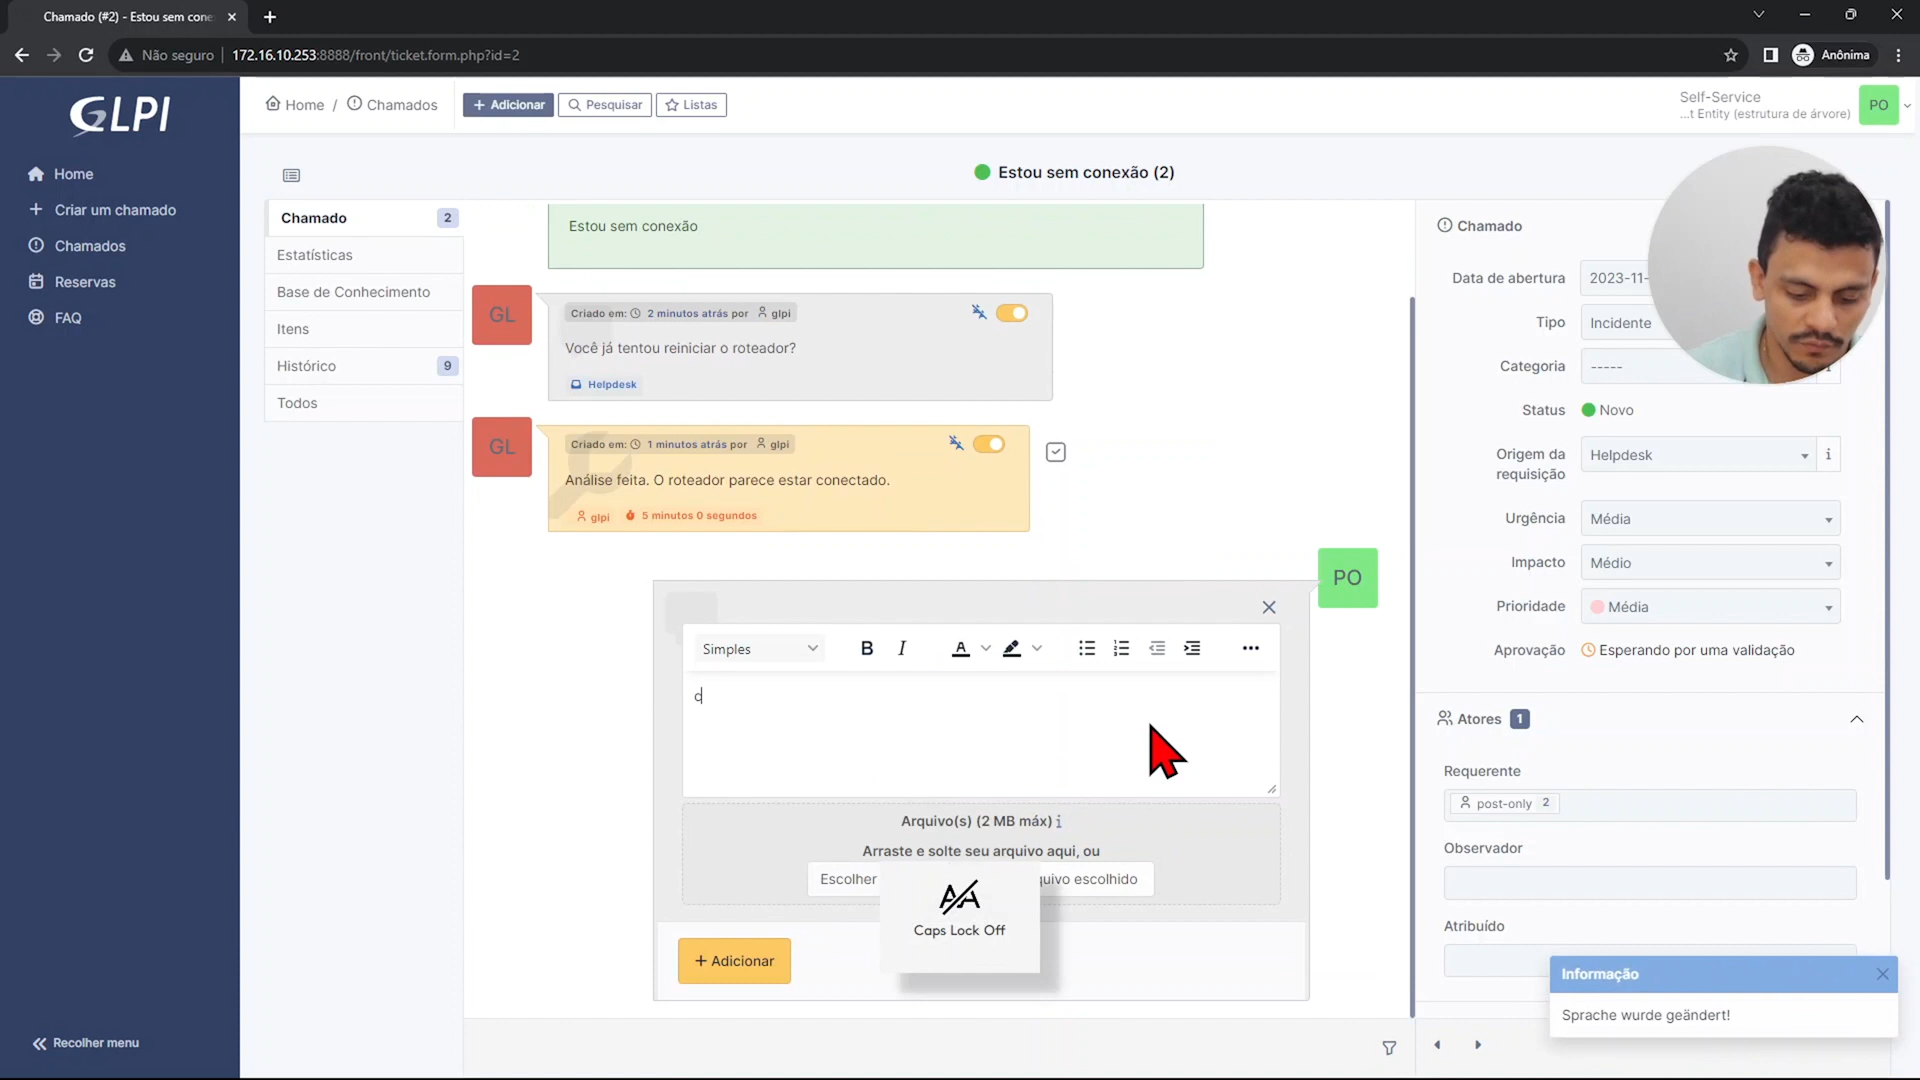 Chamado (#2) - Estou sem cone
Não seguro
172.16.10.253:8888/front/ticket.form.php?id=2
Anônima
GLPI
Home
Criar um chamado
Chamados
Reservas
FAQ
Recolher menu
Home / Chamados
+ Adicionar
Pesquisar
Listas
Self-Service
...t Entity (estrutura de árvore)
PO
Estou sem conexão (2)
Chamado 2
Estatísticas
Base de Conhecimento
Itens
Histórico 9
Todos
Estou sem conexão
GL
Criado em: 2 minutos atrás por glpi
Você já tentou reiniciar o roteador?
Helpdesk
GL
Criado em: 1 minutos atrás por glpi
Análise feita. O roteador parece estar conectado.
glpi 5 minutos 0 segundos
PO
Simples
B I A
c
Arquivo(s) (2 MB máx) i
Arraste e solte seu arquivo aqui, ou
Escolher
quivo escolhido
AA
Caps Lock Off
+ Adicionar
Chamado
Data de abertura 2023-11-
Tipo Incidente
Categoria -----
Status Novo
Origem da requisição Helpdesk i
Urgência Média
Impacto Médio
Prioridade Média
Aprovação Esperando por uma validação
Atores 1
Requerente
post-only 2
Observador
Atribuído
Informação
Sprache wurde geändert!